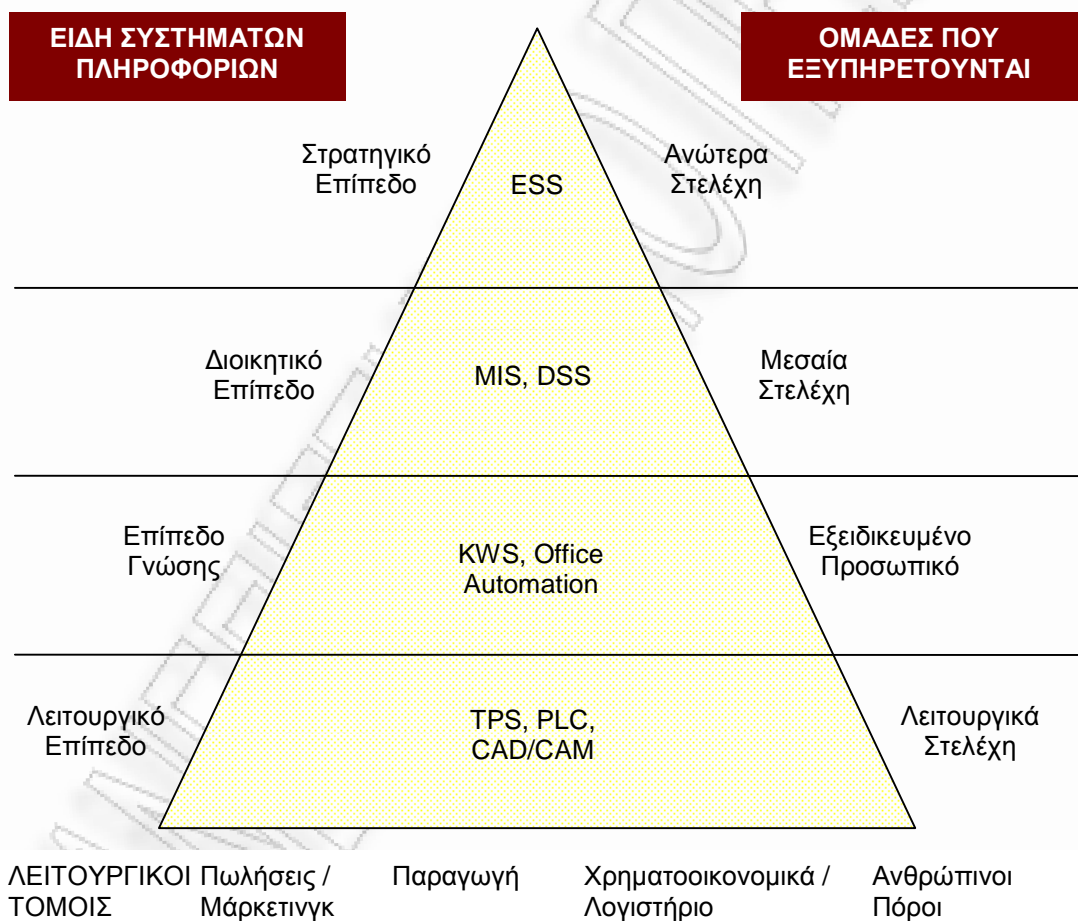 ΕΙΔΗ ΣΥΣΤΗΜΑΤΩΝ
ΠΛΗΡΟΦΟΡΙΩΝ
ΟΜΑΔΕΣ ΠΟΥ
ΕΞΥΠΗΡΕΤΟΥΝΤΑΙ
Στρατηγικό
Επίπεδο
ESS
Ανώτερα
Στελέχη
Διοικητικό
Επίπεδο
MIS, DSS
Μεσαία
Στελέχη
Επίπεδο
Γνώσης
KWS, Office
Automation
Εξειδικευμένο
Προσωπικό
Λειτουργικό
Επίπεδο
TPS, PLC,
CAD/CAM
Λειτουργικά
Στελέχη
ΛΕΙΤΟΥΡΓΙΚΟΙ
ΤΟΜΟΙΣ
Πωλήσεις /
Μάρκετινγκ
Παραγωγή
Χρηματοοικονομικά /
Λογιστήριο
Ανθρώπινοι
Πόροι